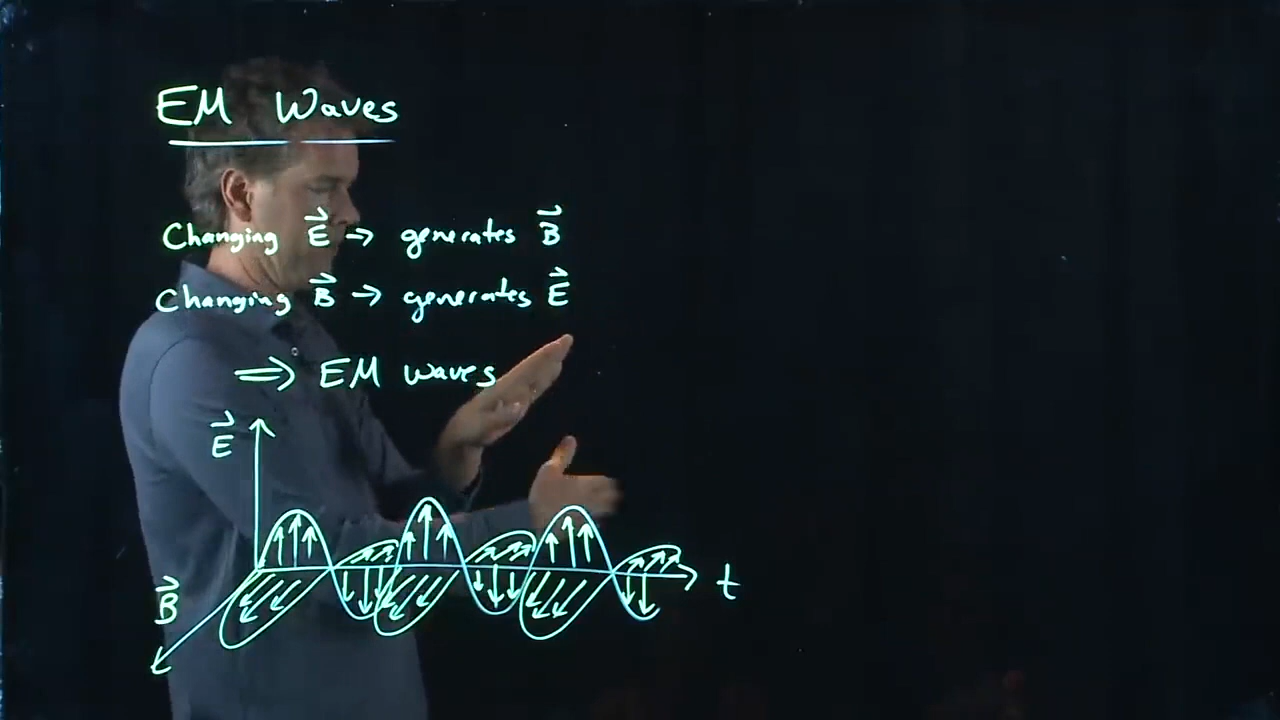 EM Waves
Changing E⃗ → generates B⃗
Changing B⃗ → generates E⃗
⇒ EM waves
E⃗
B⃗
t